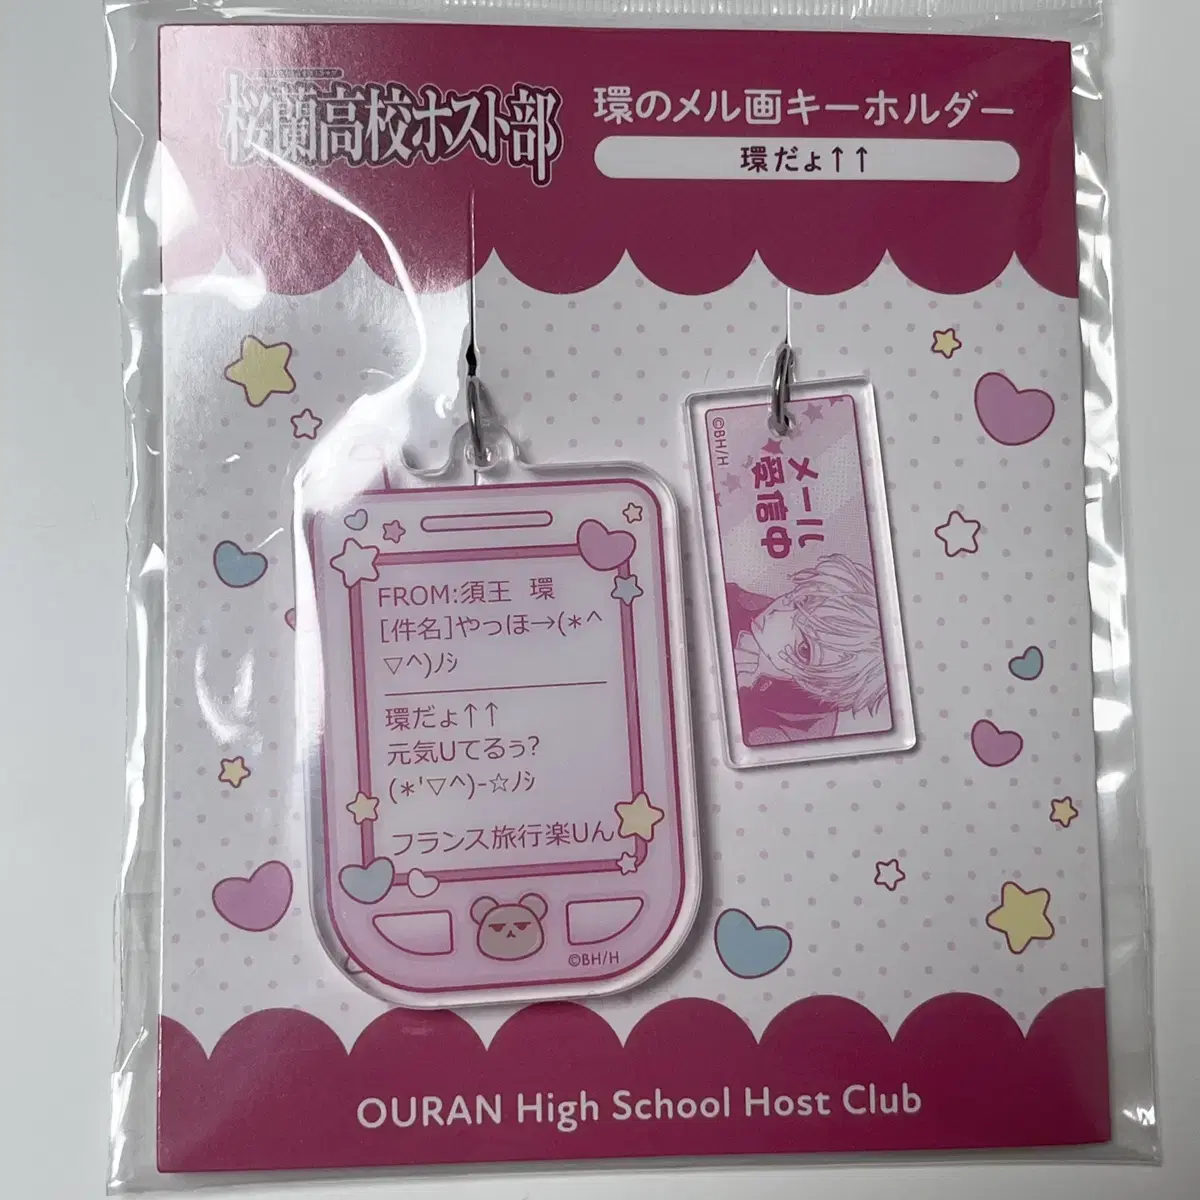 桜蘭高校ホスト部
環のメル画キーホルダー
環だょ↑↑
FROM:須王 環
[件名]やっほ→(*^
▽^)ﾉｼ
環だょ↑↑
元気Uてるぅ?
(*'▽^)-☆ﾉｼ
フランス旅行楽Uん
©BH/H
©BH/H
メール
受信中
OURAN High School Host Club